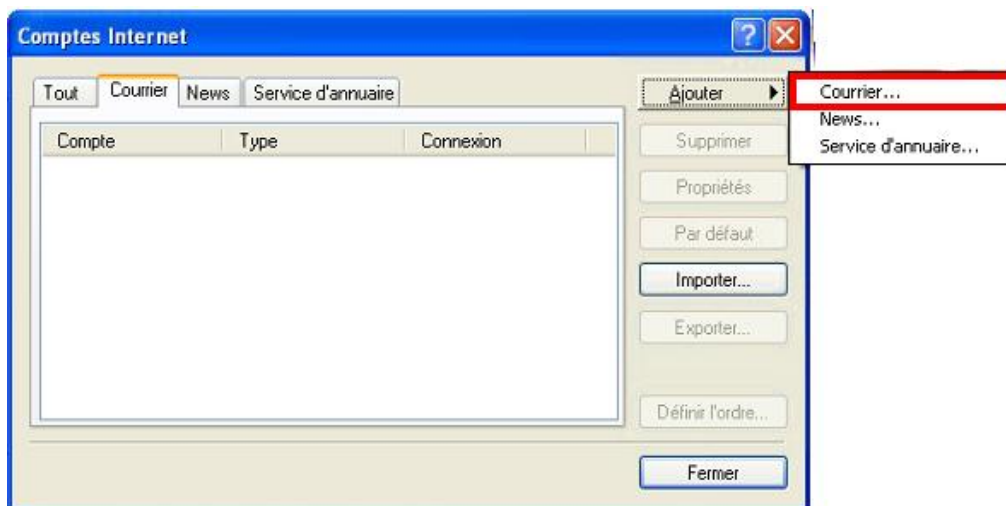 Comptes Internet
Tout Courrier News Service d'annuaire
Compte Type Connexion
Ajouter
Supprimer
Propriétés
Par défaut
Importer...
Exporter...
Définir l'ordre...
Fermer
Courrier...
News...
Service d'annuaire...